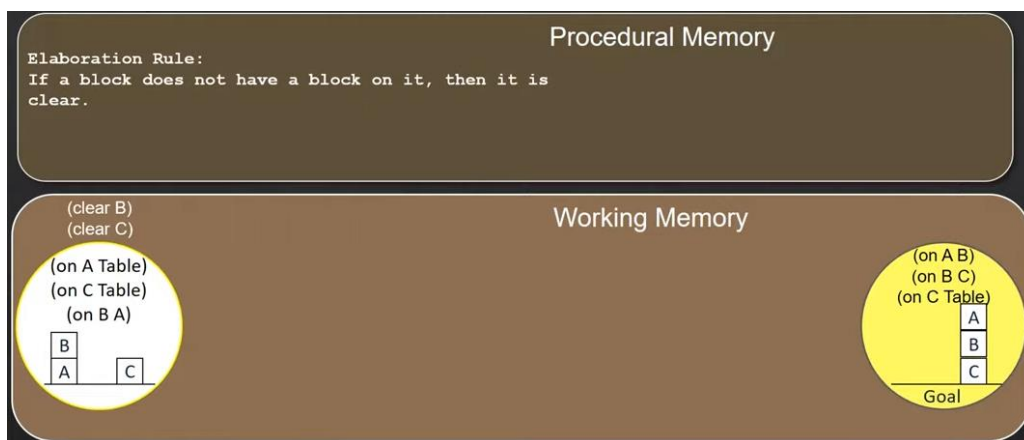 Procedural Memory
Elaboration Rule:
If a block does not have a block on it, then it is
clear.
Working Memory
(clear B)
(clear C)
(on A Table)
(on C Table)
(on B A)
B
A
C
(on A B)
(on B C)
(on C Table)
A
B
C
Goal